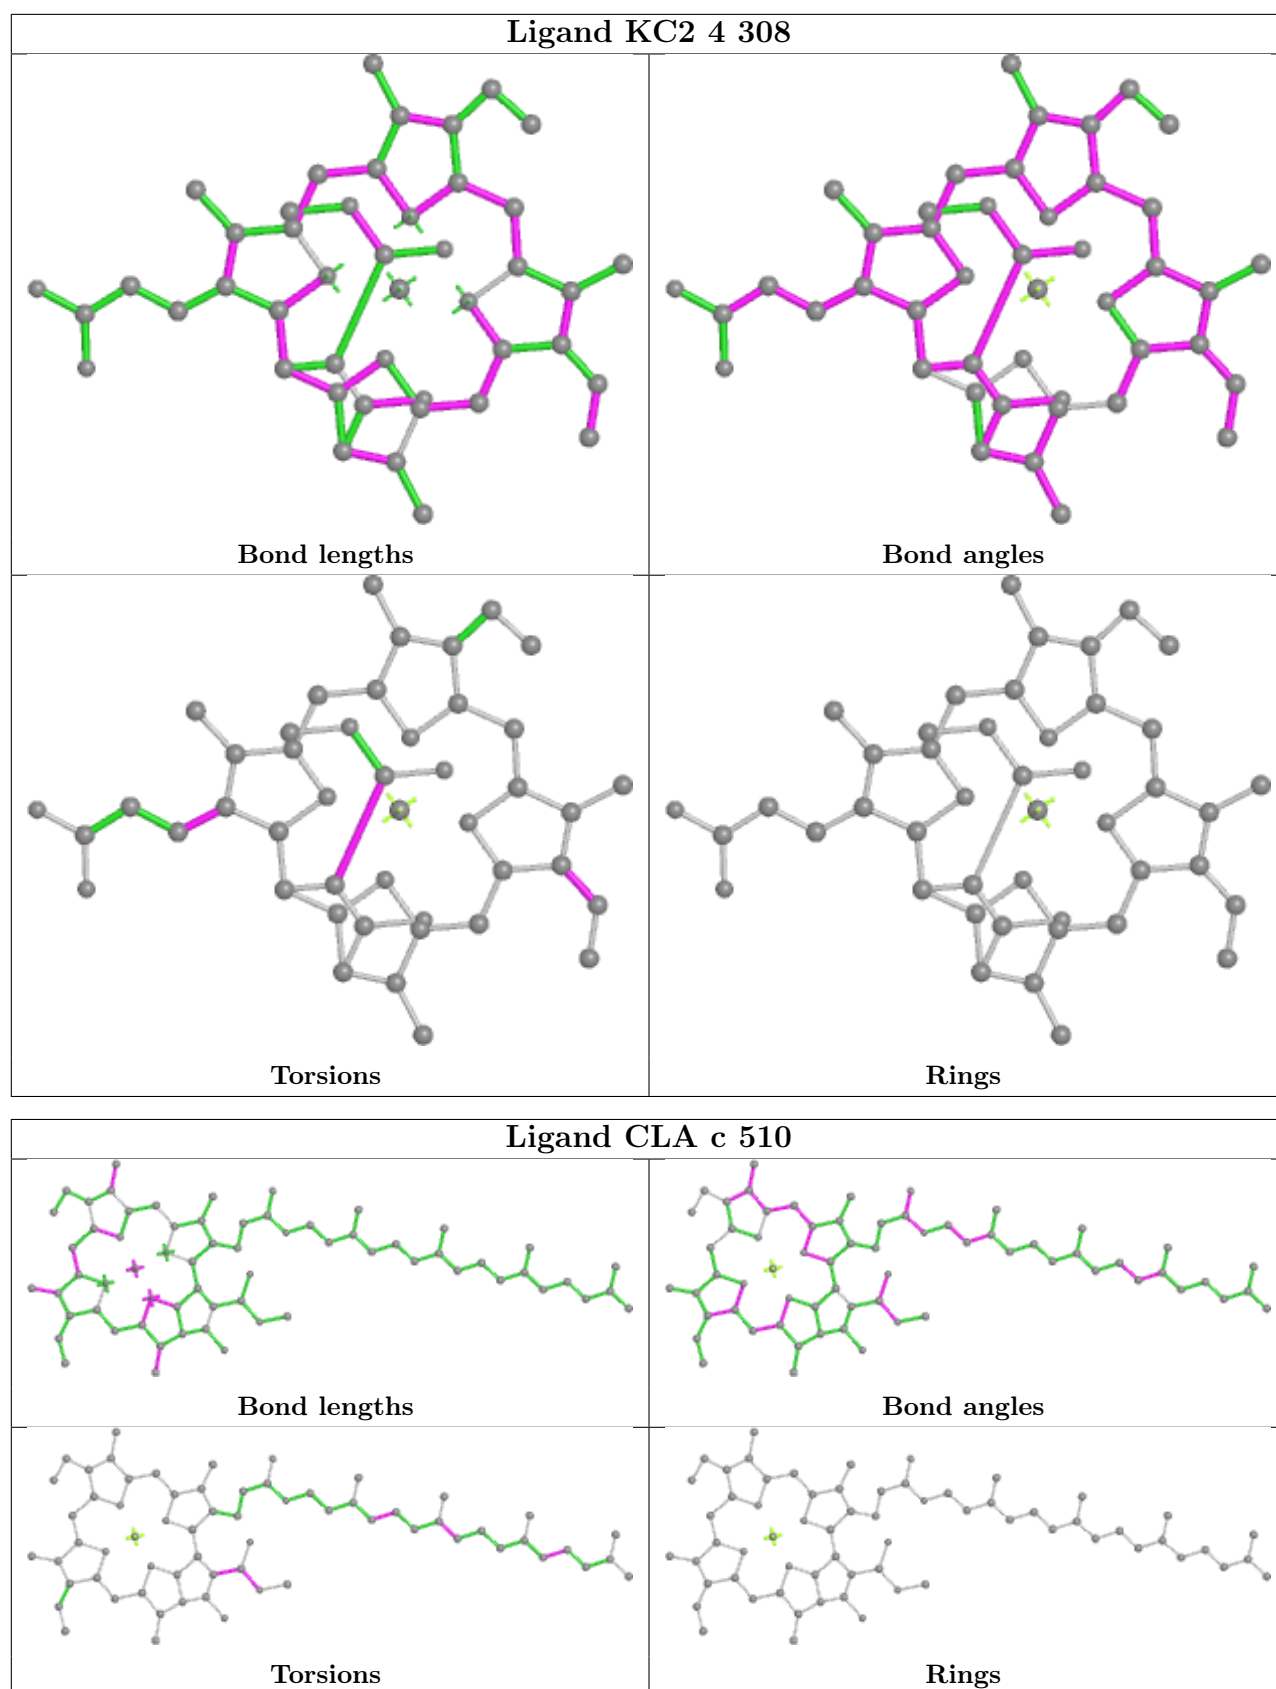 Ligand KC2 4 308
Bond lengths
Bond angles
Torsions
Rings
Ligand CLA c 510
Bond lengths
Bond angles
Torsions
Rings